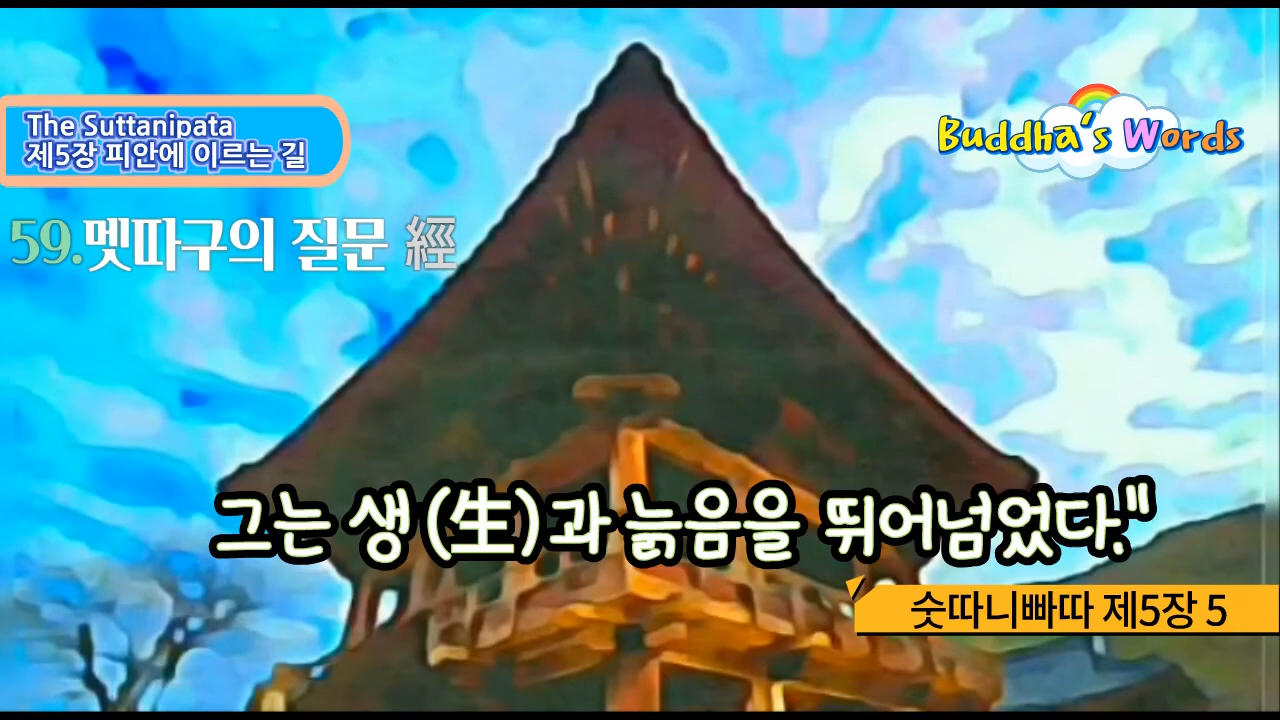 The Suttanipata
제5장 피안에 이르는 길
Buddha's Words
59.멧따구의 질문 經
그는 생(生)과 늙음을 뛰어넘었다."
숫따니빠따 제5장 5